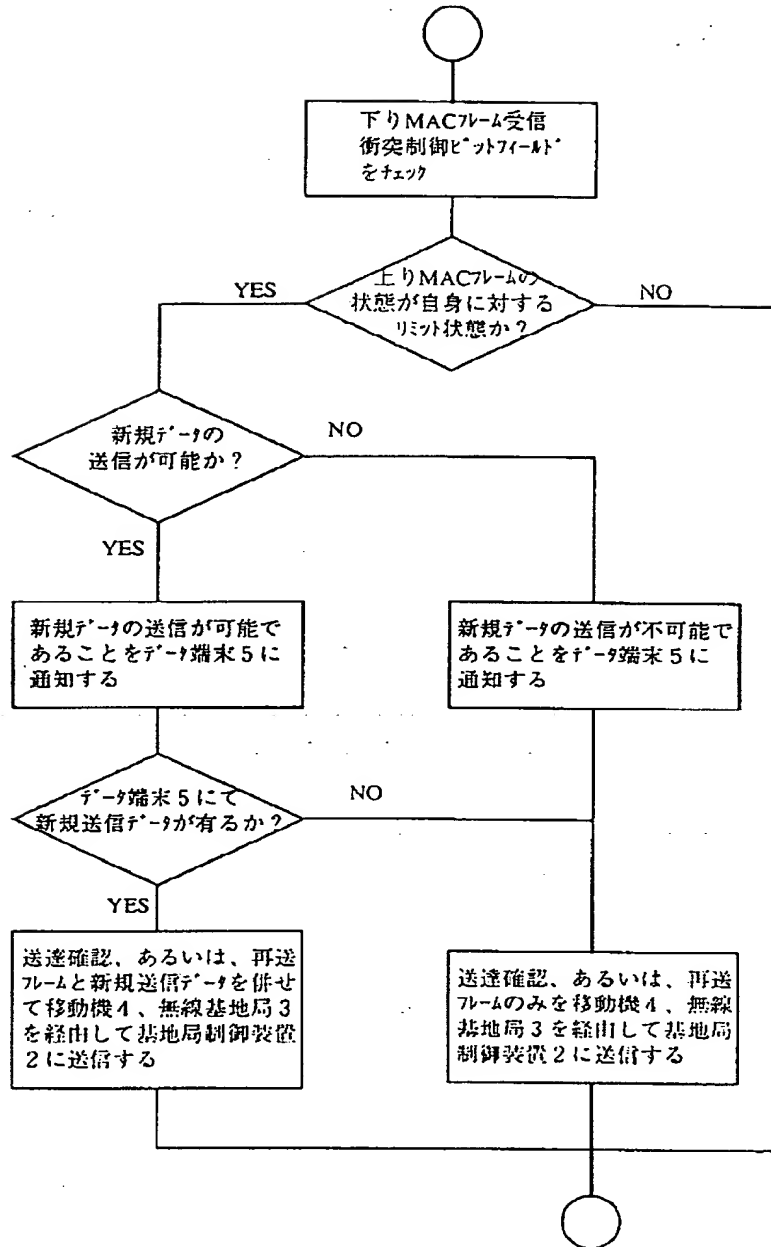 下りMACﾌﾚｰﾑ受信
衝突制御ﾋﾞｯﾄﾌｨｰﾙﾄﾞ
をﾁｪｯｸ
上りMACﾌﾚｰﾑの
状態が自身に対する
ﾘﾐｯﾄ状態か？
YES
NO
新規ﾃﾞｰﾀの
送信が可能か？
NO
YES
新規ﾃﾞｰﾀの送信が可能で
あることをﾃﾞｰﾀ端末５に
通知する
新規ﾃﾞｰﾀの送信が不可能で
あることをﾃﾞｰﾀ端末５に
通知する
ﾃﾞｰﾀ端末５にて
新規送信ﾃﾞｰﾀが有るか？
NO
YES
送達確認、あるいは、再送
ﾌﾚｰﾑと新規送信ﾃﾞｰﾀを併せ
て移動機４、無線基地局３
を経由して基地局制御装置
２に送信する
送達確認、あるいは、再送
ﾌﾚｰﾑのみを移動機４、無線
基地局３を経由して基地局
制御装置２に送信する